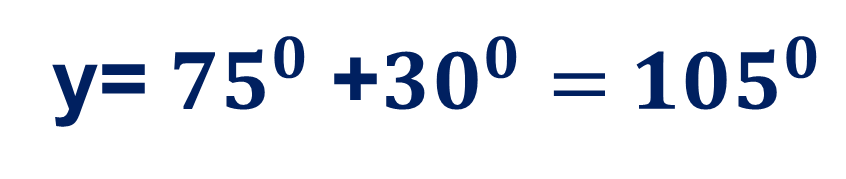 y= 75⁰ +30⁰ = 105⁰